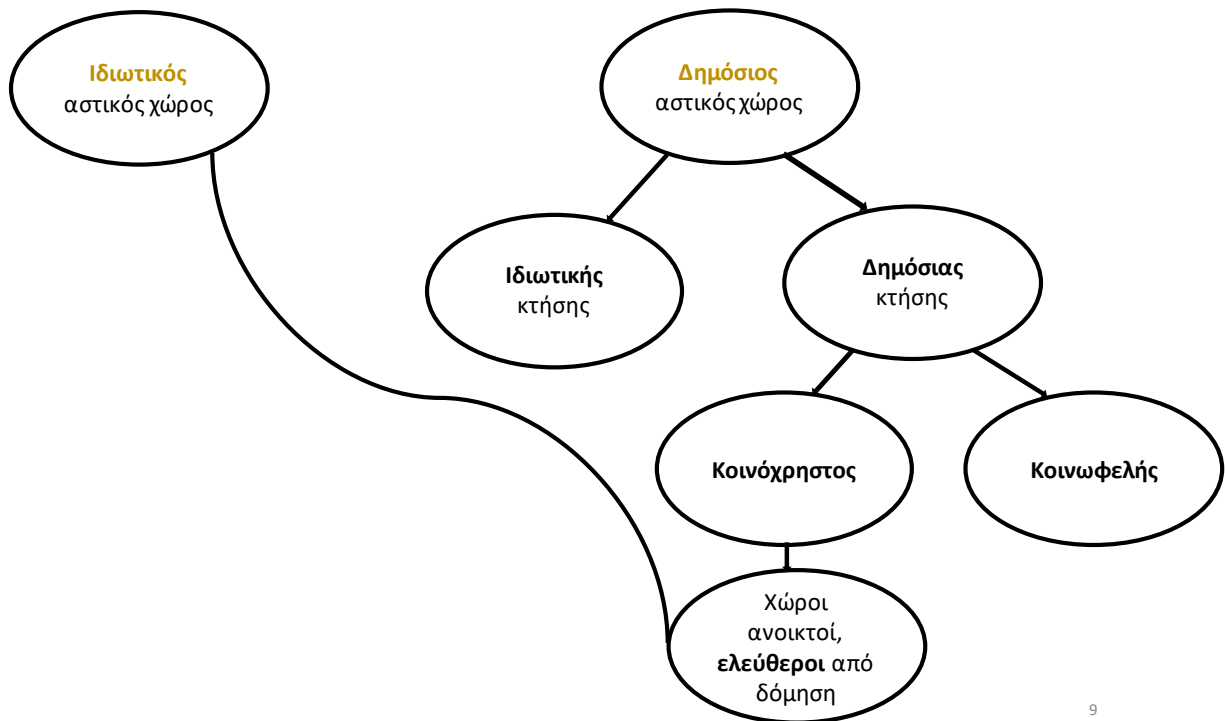 Ιδιωτικός
αστικός χώρος
Δημόσιος
αστικός χώρος
Ιδιωτικής
κτήσης
Δημόσιας
κτήσης
Κοινόχρηστος
Κοινωφελής
Χώροι
ανοικτοί,
ελεύθεροι από
δόμηση
9